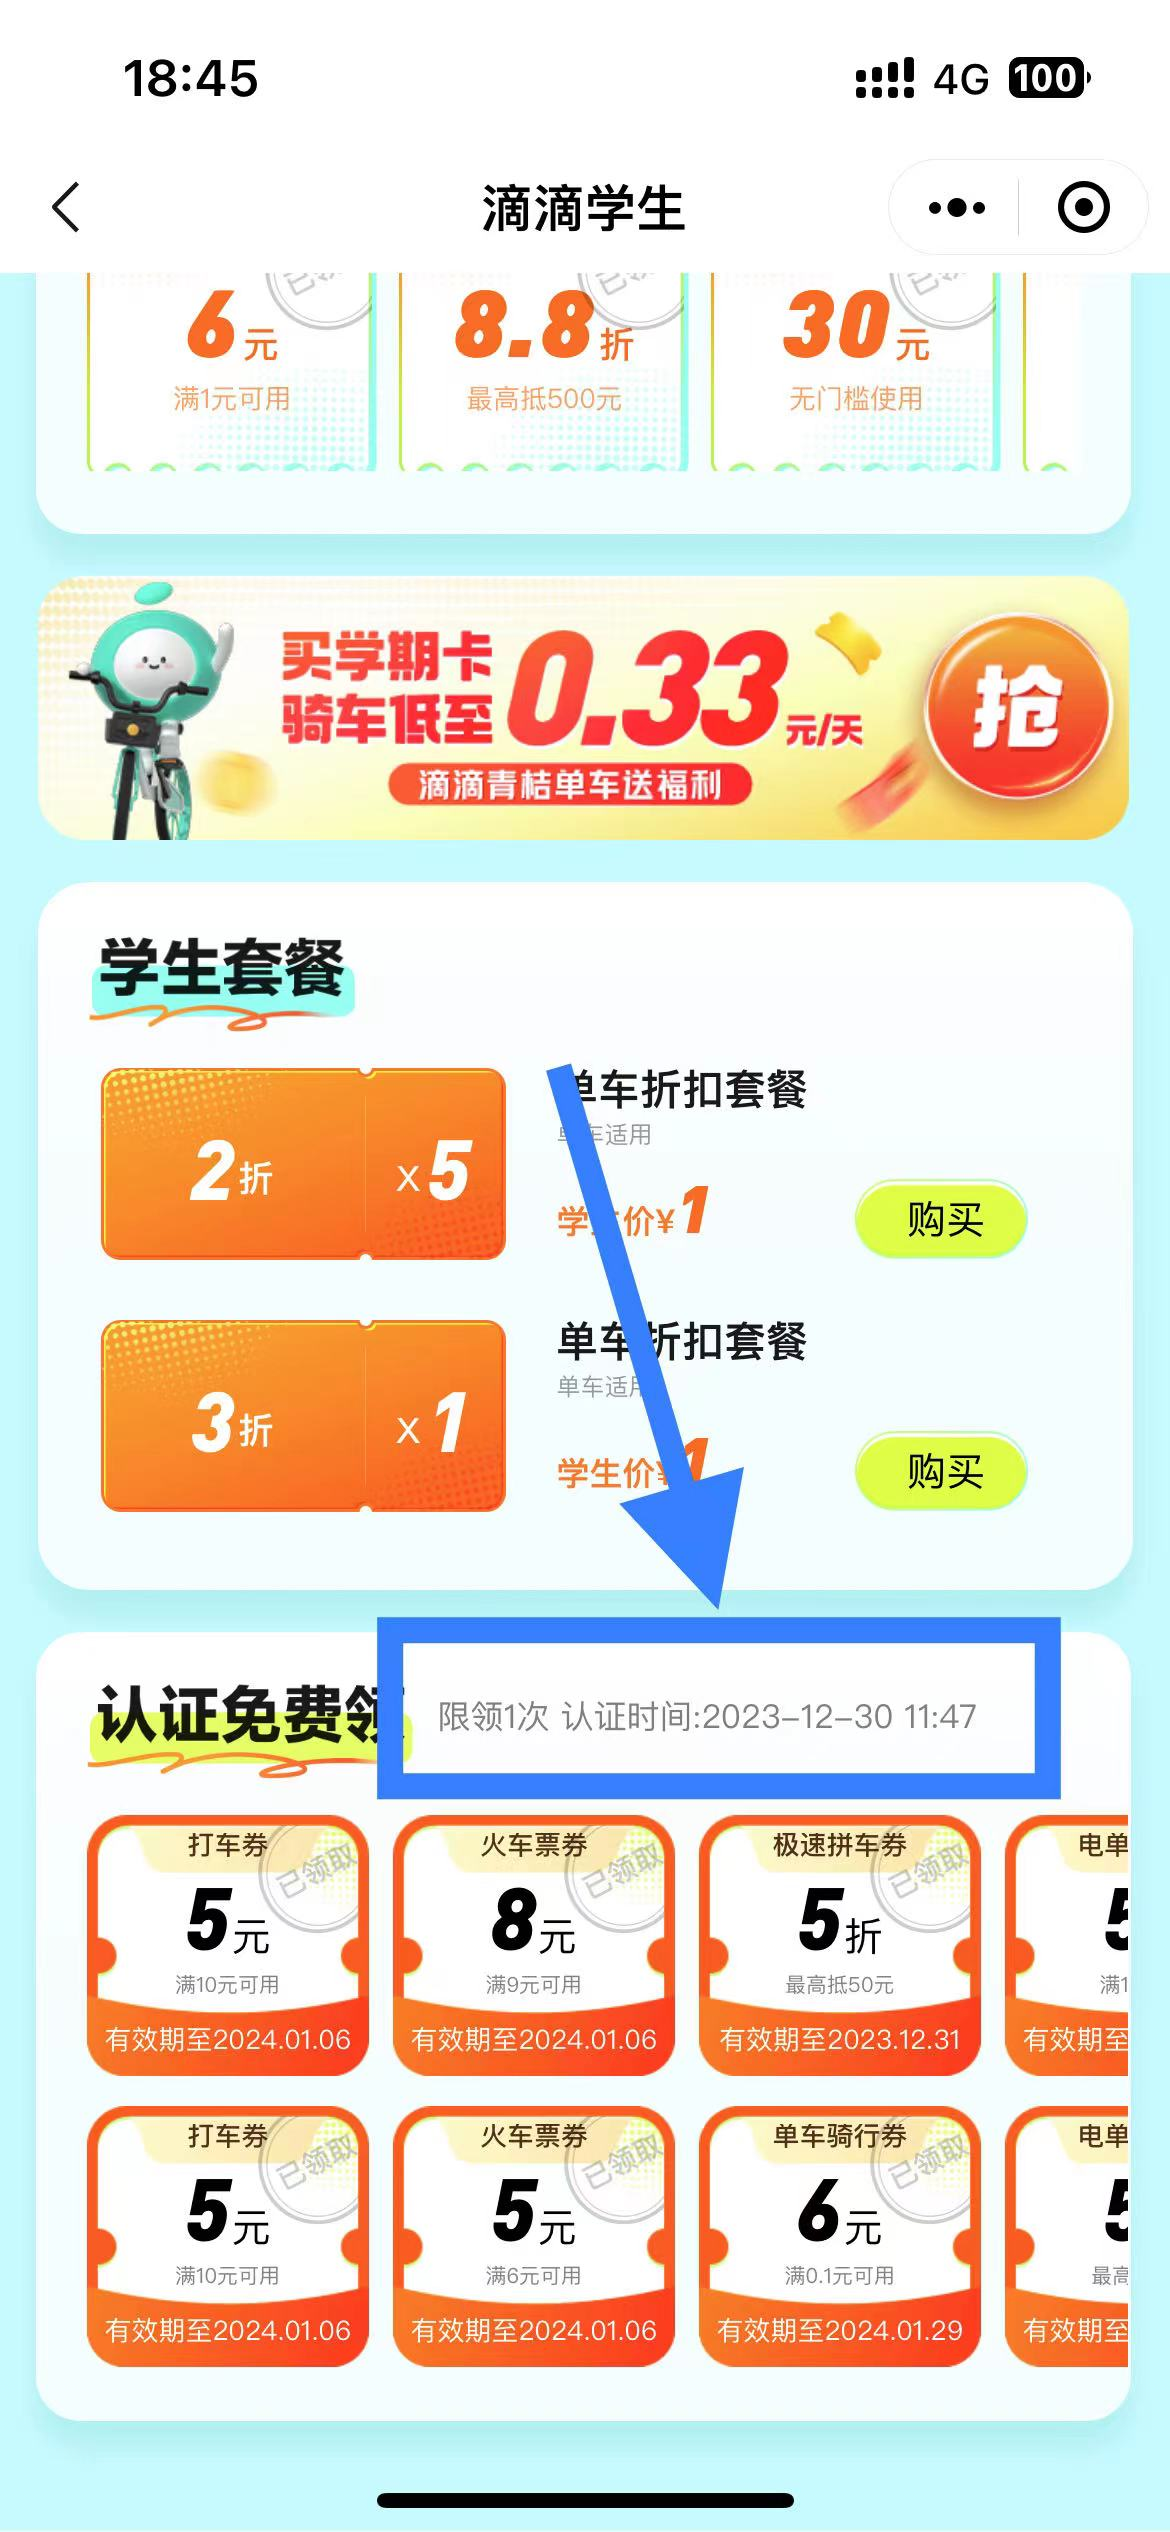 18:45
4G 100
滴滴学生
6元
8.8折
30元
满1元可用
最高抵500元
无门槛使用
买学期卡
骑车低至
0.33元/天
抢
滴滴青桔单车送福利
学生套餐
2折 x5
单车折扣套餐
单车适用
学生价¥1
购买
3折 x1
单车折扣套餐
单车适用
学生价¥1
购买
认证免费领
限领1次 认证时间:2023-12-30 11:47
打车券 已领取
5元
满10元可用
有效期至2024.01.06
火车票券 已领取
8元
满9元可用
有效期至2024.01.06
极速拼车券 已领取
5折
最高抵50元
有效期至2023.12.31
电单
满1
有效期至
打车券 已领取
5元
满10元可用
有效期至2024.01.06
火车票券 已领取
5元
满6元可用
有效期至2024.01.06
单车骑行券 已领取
6元
满0.1元可用
有效期至2024.01.29
电单
最高
有效期至